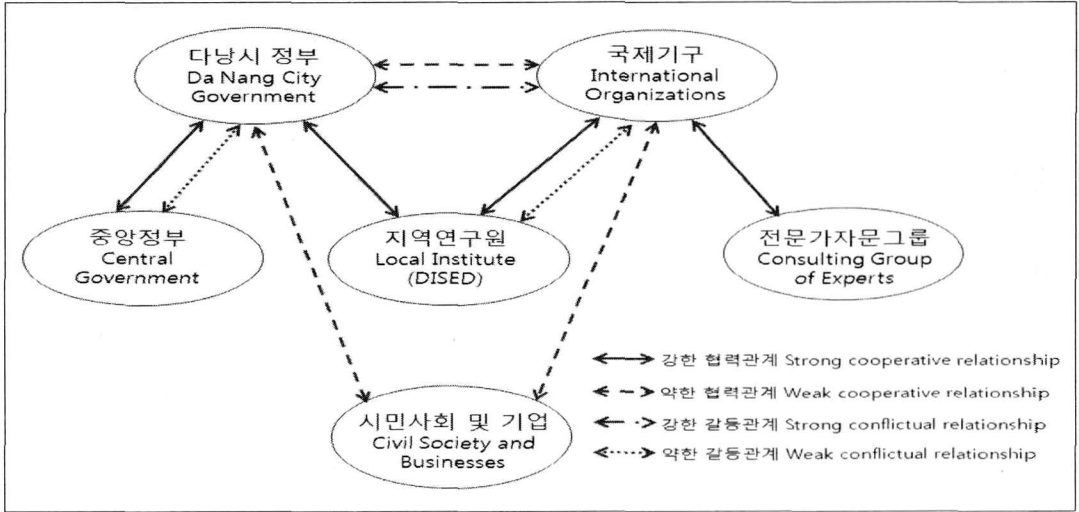 다낭시 정부
Da Nang City
Government
국제기구
International
Organizations
중앙정부
Central
Government
지역연구원
Local Institute
(DISED)
전문가자문그룹
Consulting Group
of Experts
시민사회 및 기업
Civil Society and
Businesses
강한 협력관계 Strong cooperative relationship
약한 협력관계 Weak cooperative relationship
강한 갈등관계 Strong conflictual relationship
약한 갈등관계 Weak conflictual relationship